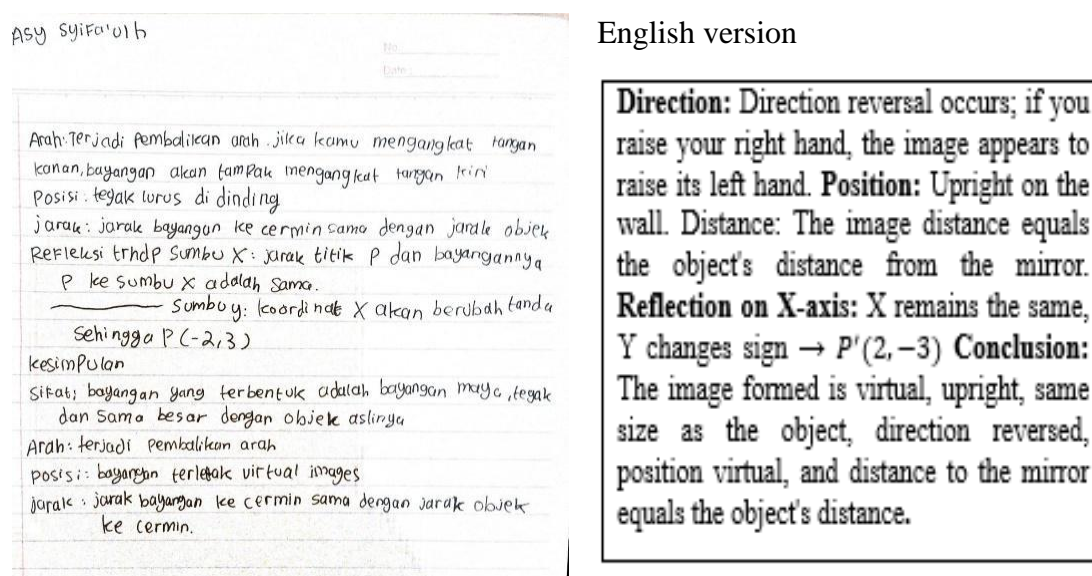 Asy Syifa'ul h
No
Date:
Arah: Terjadi Pembalikan arah. jika kamu mengangkat tangan
kanan, bayangan akan tampak mengangkat tangan kiri
Posisi: tegak lurus di dinding
jarak: jarak bayangan ke cermin sama dengan jarak objek
Refleksi trhdp Sumbu X: jarak titik P dan bayangannya
P ke sumbu X adalah sama.
Sumbu y: koordinat X akan berubah tanda
Sehingga P (-2,3)
kesimpulan
Sifat; bayangan yang terbentuk adalah bayangan maya, tegak
dan sama besar dengan objek aslinya
Arah: terjadi pembalikan arah
posisi: bayangan terletak virtual images
jarak: jarak bayangan ke cermin sama dengan jarak objek
ke cermin.
English version
Direction: Direction reversal occurs; if you
raise your right hand, the image appears to
raise its left hand. Position: Upright on the
wall. Distance: The image distance equals
the object's distance from the mirror.
Reflection on X-axis: X remains the same,
Y changes sign → P′(2,−3) Conclusion:
The image formed is virtual, upright, same
size as the object, direction reversed,
position virtual, and distance to the mirror
equals the object's distance.